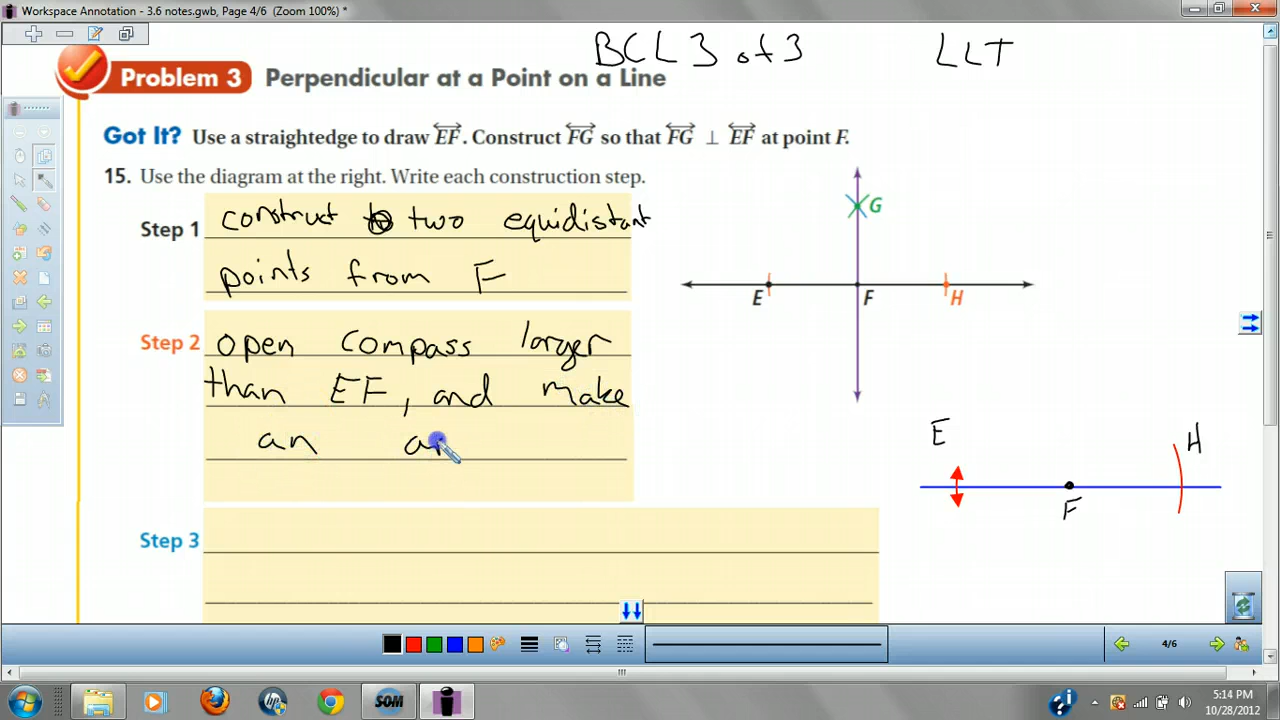 Workspace Annotation - 3.6 notes.gwb, Page 4/6 (Zoom 100%) *
BCL 3 of 3 LLT
Problem 3 Perpendicular at a Point on a Line
Got It? Use a straightedge to draw EF. Construct FG so that FG ⊥ EF at point F.
15. Use the diagram at the right. Write each construction step.
Step 1 construct two equidistant
points from F
Step 2 open compass larger
than EF, and make
an ar
Step 3
G
E F H
E H
F
4/6
SOM
5:14 PM
10/28/2012